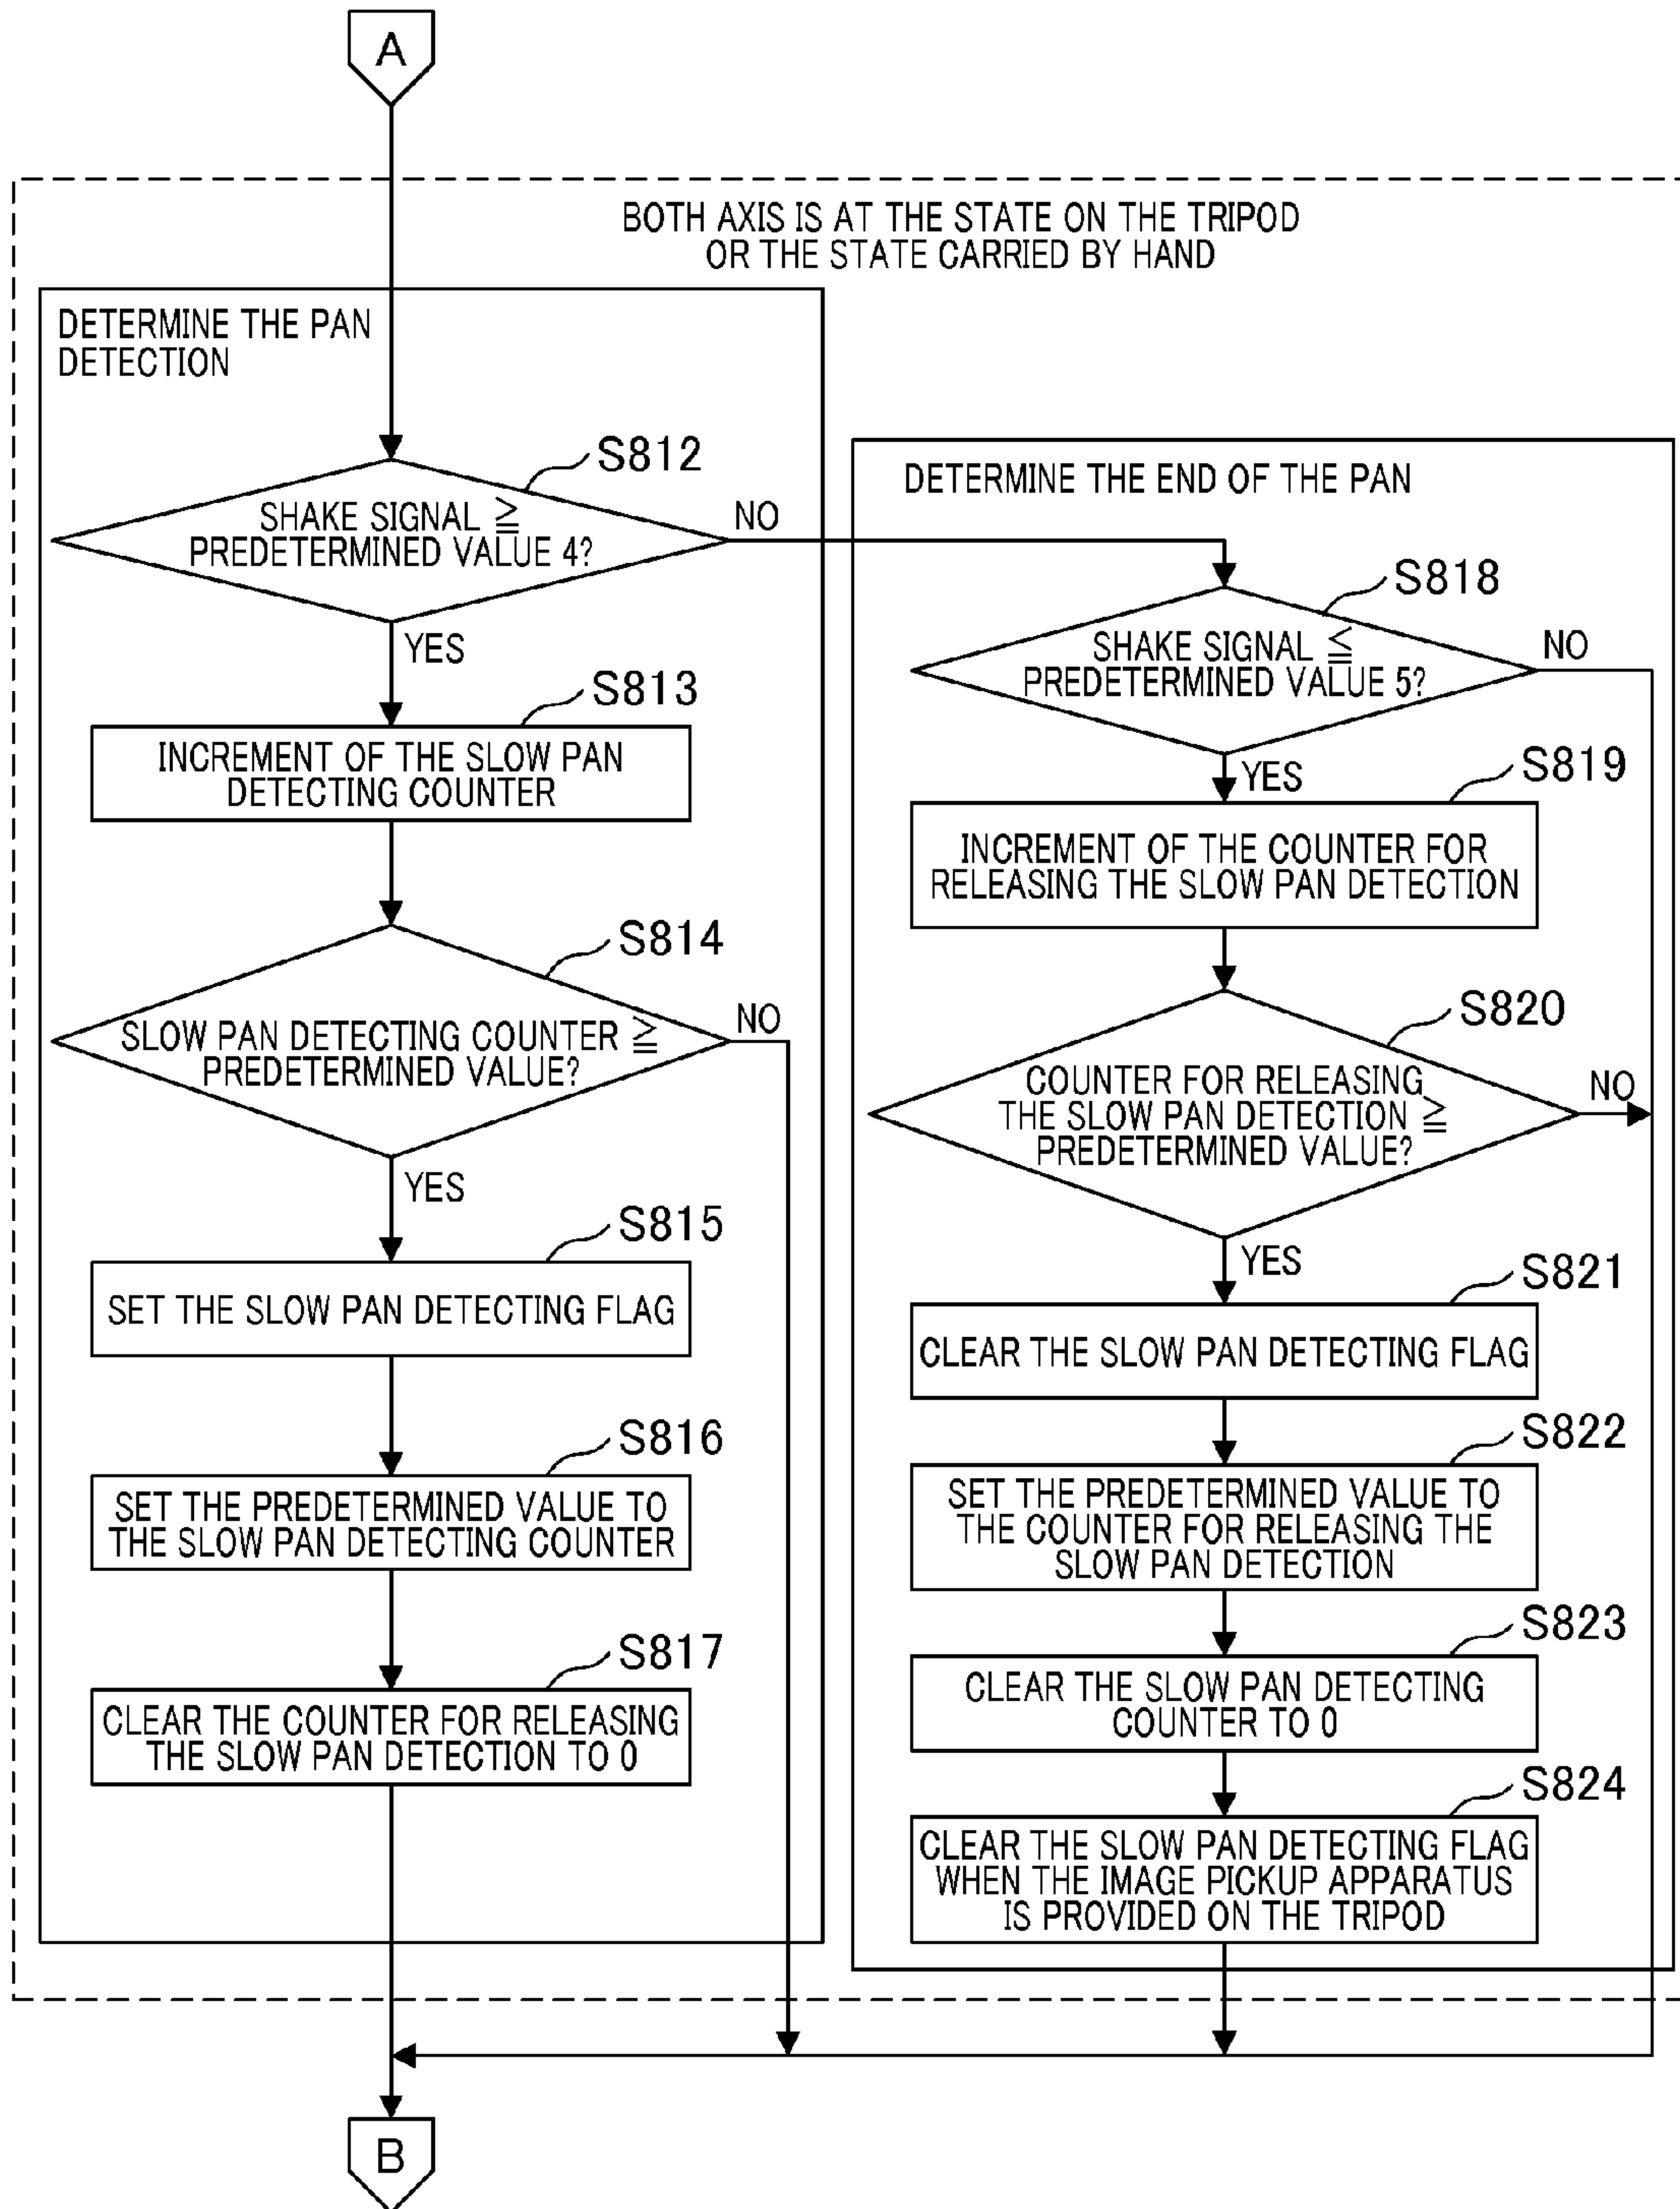 A
BOTH AXIS IS AT THE STATE ON THE TRIPOD
OR THE STATE CARRIED BY HAND
DETERMINE THE PAN
DETECTION
S812
SHAKE SIGNAL ≧
PREDETERMINED VALUE 4?
NO
YES
S813
INCREMENT OF THE SLOW PAN
DETECTING COUNTER
S814
SLOW PAN DETECTING COUNTER ≧
PREDETERMINED VALUE?
NO
YES
S815
SET THE SLOW PAN DETECTING FLAG
S816
SET THE PREDETERMINED VALUE TO
THE SLOW PAN DETECTING COUNTER
S817
CLEAR THE COUNTER FOR RELEASING
THE SLOW PAN DETECTION TO 0
DETERMINE THE END OF THE PAN
S818
SHAKE SIGNAL ≦
PREDETERMINED VALUE 5?
NO
YES
S819
INCREMENT OF THE COUNTER FOR
RELEASING THE SLOW PAN DETECTION
S820
COUNTER FOR RELEASING
THE SLOW PAN DETECTION ≧
PREDETERMINED VALUE?
NO
YES
S821
CLEAR THE SLOW PAN DETECTING FLAG
S822
SET THE PREDETERMINED VALUE TO
THE COUNTER FOR RELEASING THE
SLOW PAN DETECTION
S823
CLEAR THE SLOW PAN DETECTING
COUNTER TO 0
S824
CLEAR THE SLOW PAN DETECTING FLAG
WHEN THE IMAGE PICKUP APPARATUS
IS PROVIDED ON THE TRIPOD
B